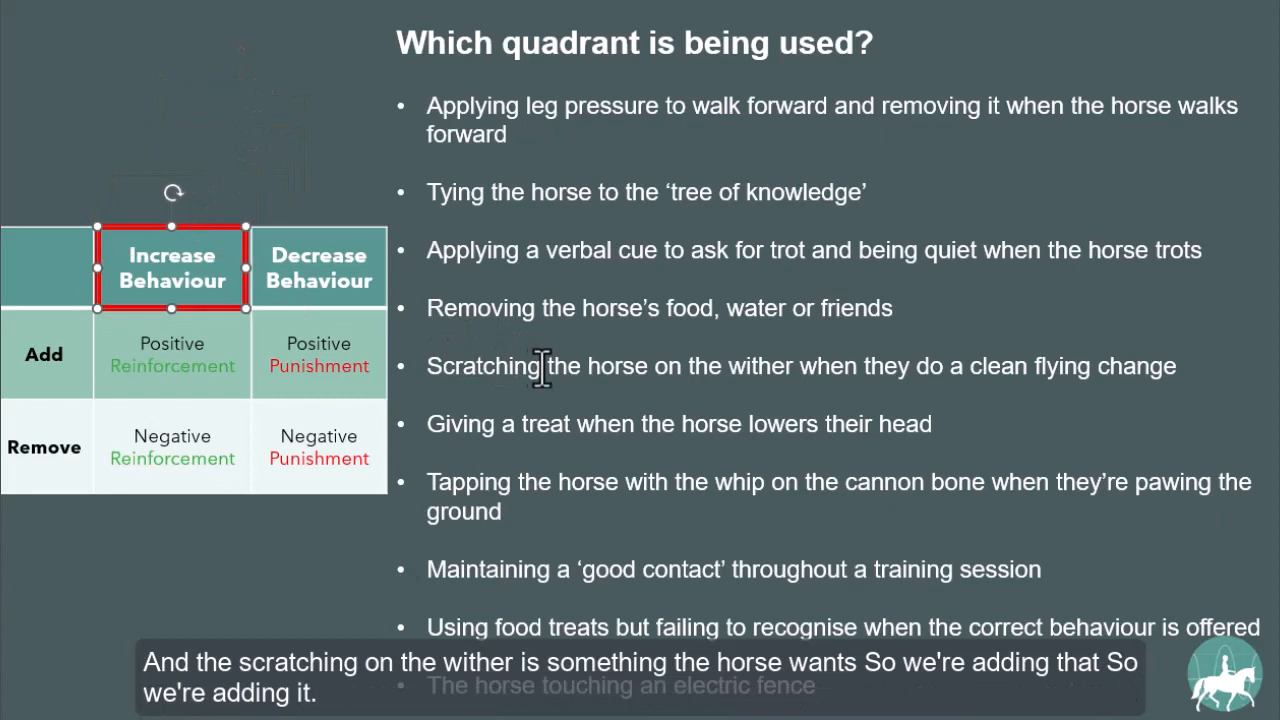 Which quadrant is being used?
• Applying leg pressure to walk forward and removing it when the horse walks
forward
• Tying the horse to the ‘tree of knowledge’
• Applying a verbal cue to ask for trot and being quiet when the horse trots
• Removing the horse’s food, water or friends
• Scratching the horse on the wither when they do a clean flying change
• Giving a treat when the horse lowers their head
• Tapping the horse with the whip on the cannon bone when they’re pawing the
ground
• Maintaining a ‘good contact’ throughout a training session
• Using food treats but failing to recognise when the correct behaviour is offered
• The horse touching an electric fence
Increase
Behaviour
Decrease
Behaviour
Add
Positive
Reinforcement
Positive
Punishment
Remove
Negative
Reinforcement
Negative
Punishment
And the scratching on the wither is something the horse wants So we're adding that So
we're adding it.